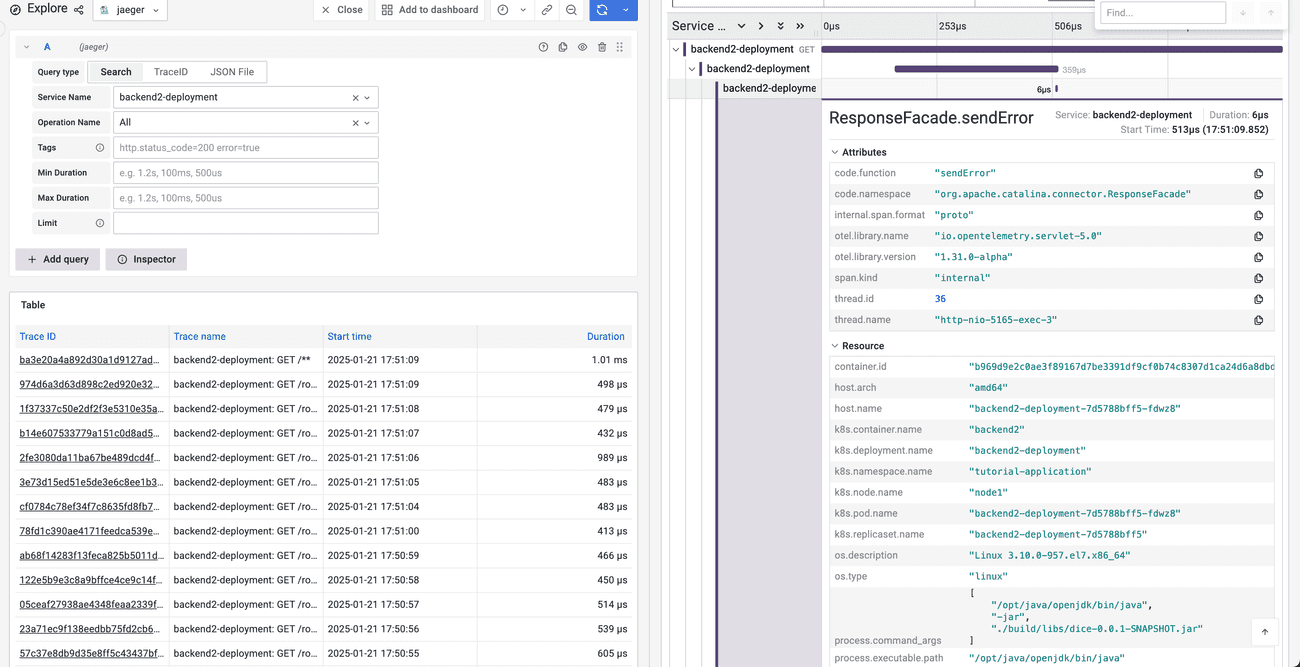 Explore
jaeger
Close
Add to dashboard
A
(jaeger)
Query type
Search
TraceID
JSON File
Service Name
backend2-deployment
Operation Name
All
Tags
http.status_code=200 error=true
Min Duration
e.g. 1.2s, 100ms, 500us
Max Duration
e.g. 1.2s, 100ms, 500us
Limit
+ Add query
Inspector
Table
Trace ID Trace name Start time Duration
ba3e20a4a892d30a1d9127ad... backend2-deployment: GET /** 2025-01-21 17:51:09 1.01 ms
974d6a3d63d898c2ed920e32... backend2-deployment: GET /ro... 2025-01-21 17:51:09 498 µs
1f37337c50e2df2f3e5310e35a... backend2-deployment: GET /ro... 2025-01-21 17:51:08 479 µs
b14e607533779a151c0d8ad5... backend2-deployment: GET /ro... 2025-01-21 17:51:07 432 µs
2fe3080da11ba67be489dcd4f... backend2-deployment: GET /ro... 2025-01-21 17:51:06 989 µs
3e73d15ed51e5de3e6c8ee1b3... backend2-deployment: GET /ro... 2025-01-21 17:51:05 483 µs
cf0784c78ef34f7c8635fd8fb7... backend2-deployment: GET /ro... 2025-01-21 17:51:04 483 µs
78fd1c390ae4171feedca539e... backend2-deployment: GET /ro... 2025-01-21 17:51:00 413 µs
ab68f14283f13feca825b5011d... backend2-deployment: GET /ro... 2025-01-21 17:50:59 466 µs
122e5b9e3c8a9bffce4ce9c14f... backend2-deployment: GET /ro... 2025-01-21 17:50:58 450 µs
05ceaf27938ae4348feaa2339f... backend2-deployment: GET /ro... 2025-01-21 17:50:57 514 µs
23a71ec9f138eedbb75fd2cb6... backend2-deployment: GET /ro... 2025-01-21 17:50:56 539 µs
57c37e8db9d35e8ff5c43437bf... backend2-deployment: GET /ro... 2025-01-21 17:50:55 605 µs
Find...
Service ...
0µs 253µs 506µs
backend2-deployment GET
backend2-deployment
359µs
backend2-deployme
6µs
ResponseFacade.sendError
Service: backend2-deployment Duration: 6µs
Start Time: 513µs (17:51:09.852)
Attributes
code.function "sendError"
code.namespace "org.apache.catalina.connector.ResponseFacade"
internal.span.format "proto"
otel.library.name "io.opentelemetry.servlet-5.0"
otel.library.version "1.31.0-alpha"
span.kind "internal"
thread.id 36
thread.name "http-nio-5165-exec-3"
Resource
container.id "b969d9e2c0ae3f89167d7be3391df9cf0b74c8307d1ca24d6a8dbd
host.arch "amd64"
host.name "backend2-deployment-7d5788bff5-fdwz8"
k8s.container.name "backend2"
k8s.deployment.name "backend2-deployment"
k8s.namespace.name "tutorial-application"
k8s.node.name "node1"
k8s.pod.name "backend2-deployment-7d5788bff5-fdwz8"
k8s.replicaset.name "backend2-deployment-7d5788bff5"
os.description "Linux 3.10.0-957.el7.x86_64"
os.type "linux"
[
"/opt/java/openjdk/bin/java",
"-jar",
"./build/libs/dice-0.0.1-SNAPSHOT.jar"
process.command_args ]
process.executable.path "/opt/java/openjdk/bin/java"